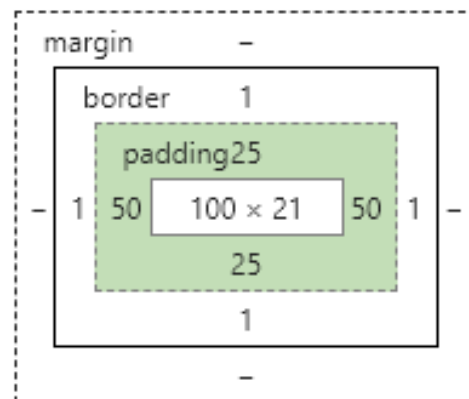 margin –
border 1
padding25
– 1 50 100 × 21 50 1 –
25
1
–